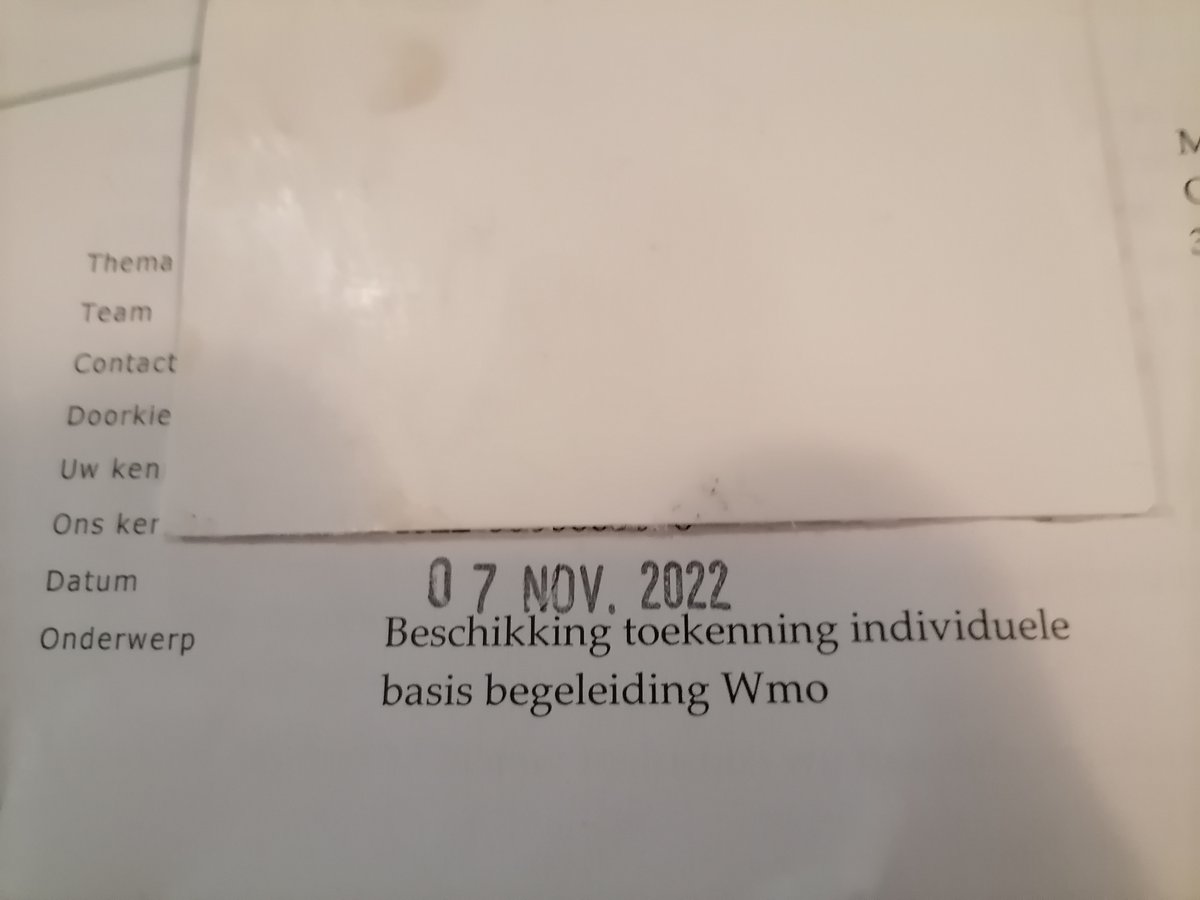 Thema
Team
Contact
Doorkie
Uw ken
Ons ker
Datum 0 7 NOV. 2022
Onderwerp Beschikking toekenning individuele
basis begeleiding Wmo